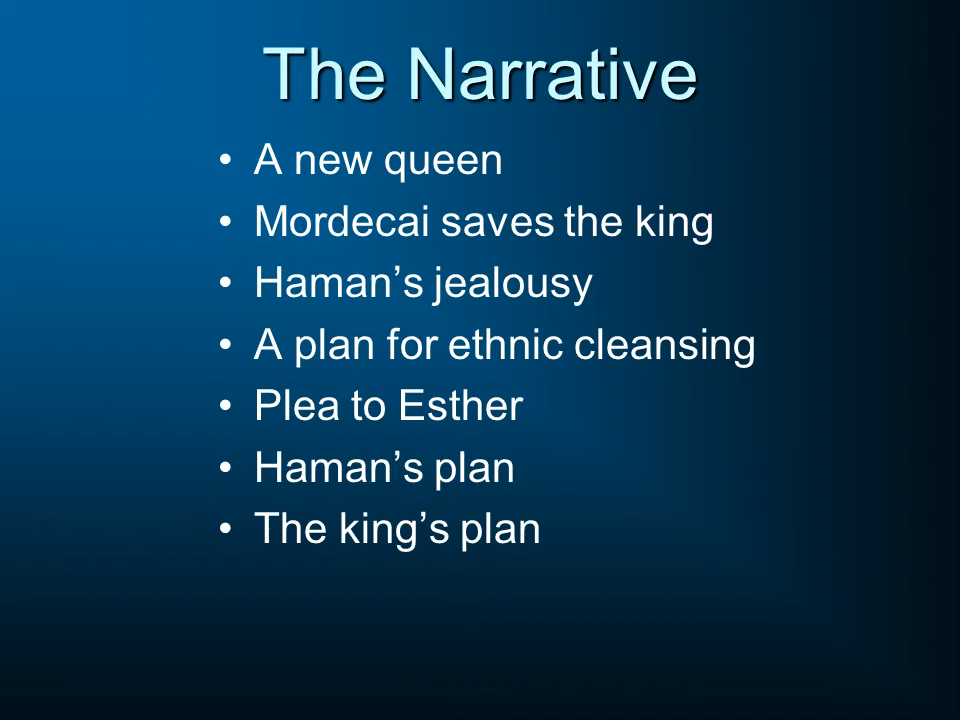 The Narrative
• A new queen
• Mordecai saves the king
• Haman’s jealousy
• A plan for ethnic cleansing
• Plea to Esther
• Haman’s plan
• The king’s plan